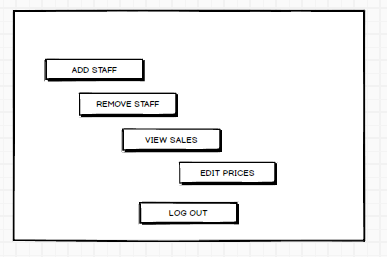 ADD STAFF
REMOVE STAFF
VIEW SALES
EDIT PRICES
LOG OUT